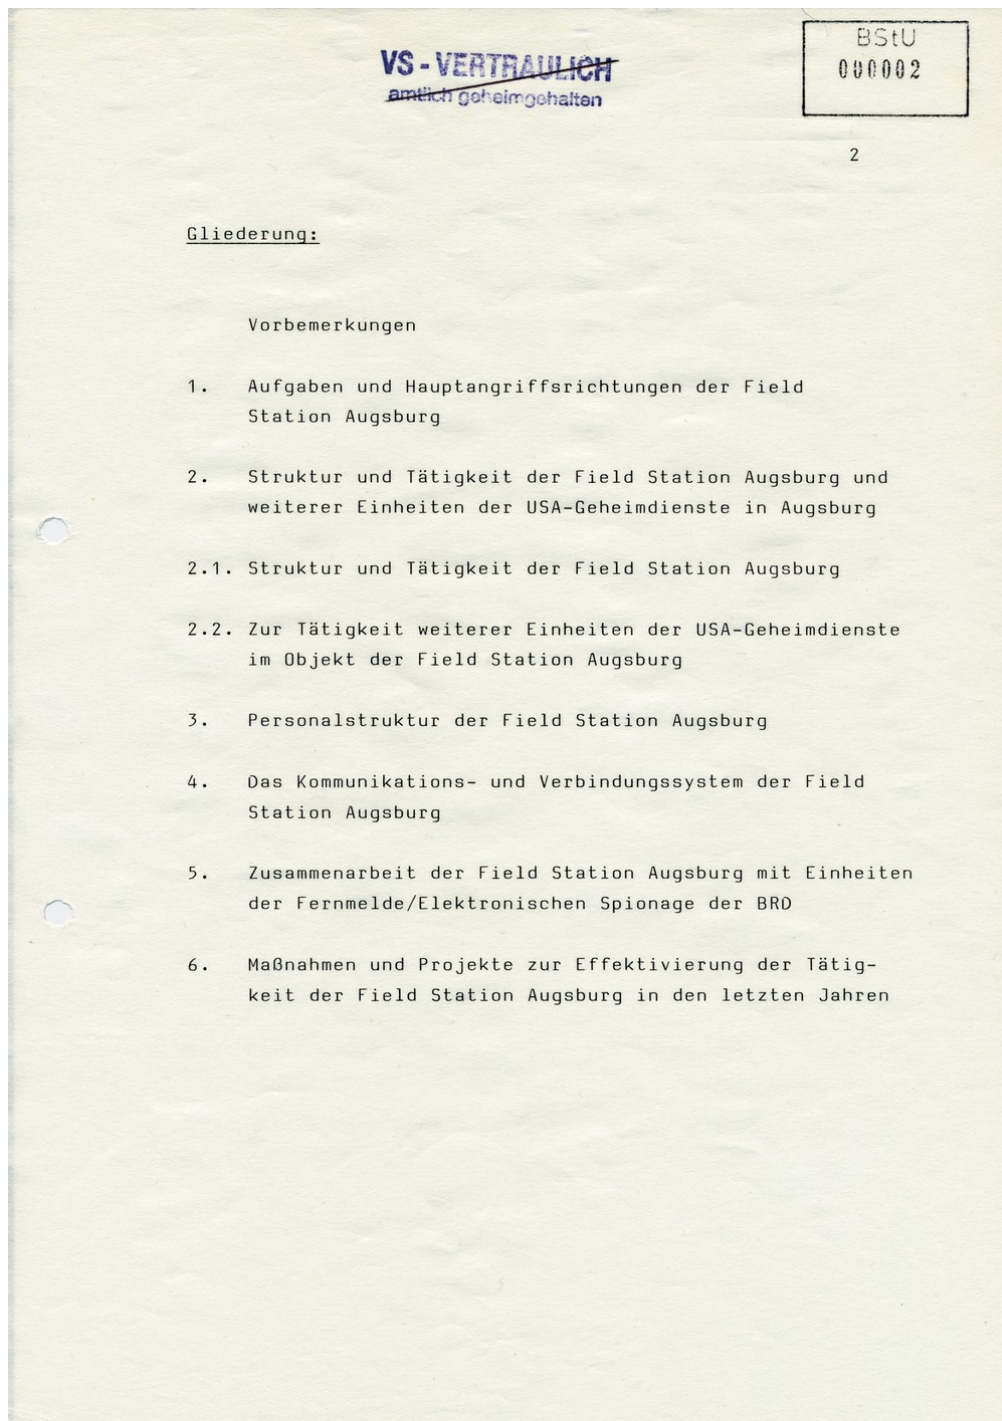 VS-VERTRAULICH
amtlich geheimgehalten
BStU
000002
2
Gliederung:
Vorbemerkungen
1. Aufgaben und Hauptangriffsrichtungen der Field
Station Augsburg
2. Struktur und Tätigkeit der Field Station Augsburg und
weiterer Einheiten der USA-Geheimdienste in Augsburg
2.1. Struktur und Tätigkeit der Field Station Augsburg
2.2. Zur Tätigkeit weiterer Einheiten der USA-Geheimdienste
im Objekt der Field Station Augsburg
3. Personalstruktur der Field Station Augsburg
4. Das Kommunikations- und Verbindungssystem der Field
Station Augsburg
5. Zusammenarbeit der Field Station Augsburg mit Einheiten
der Fernmelde/Elektronischen Spionage der BRD
6. Maßnahmen und Projekte zur Effektivierung der Tätig-
keit der Field Station Augsburg in den letzten Jahren